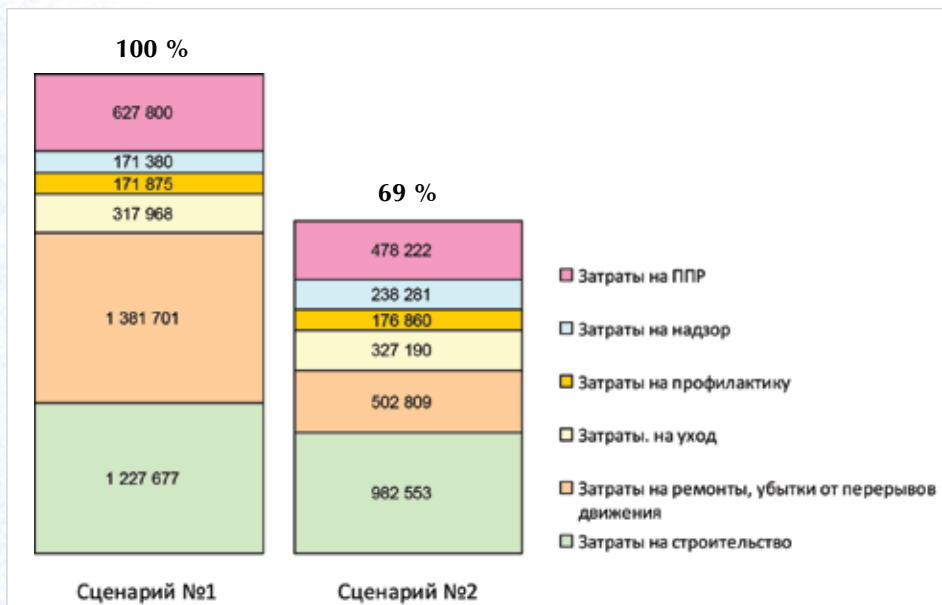 100 %
627 800
171 380
171 875
317 968
1 381 701
1 227 677
Сценарий №1
69 %
478 222
238 281
176 860
327 190
502 809
982 553
Сценарий №2
Затраты на ППР
Затраты на надзор
Затраты на профилактику
Затраты. на уход
Затраты на ремонты, убытки от перерывов
движения
Затраты на строительство